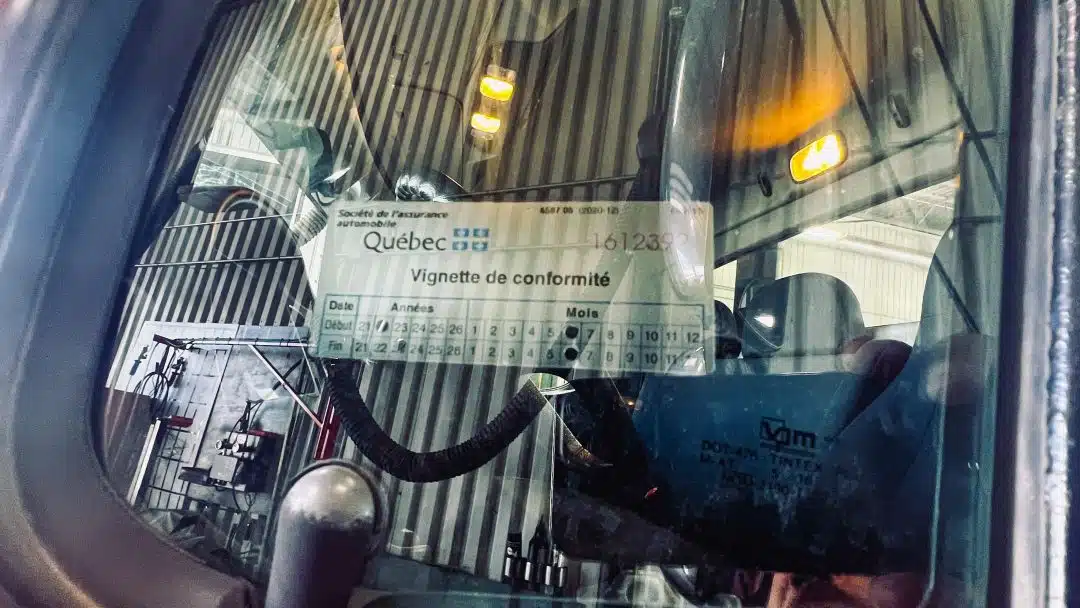 Société de l'assurance
automobile
Québec
1612392
Vignette de conformité
Date Années Mois
Début 21 23 24 25 26 1 2 3 4 5 7 8 9 10 11 12
Fin 21 22 24 25 26 1 2 3 4 5 7 8 9 10 11
TINTEX